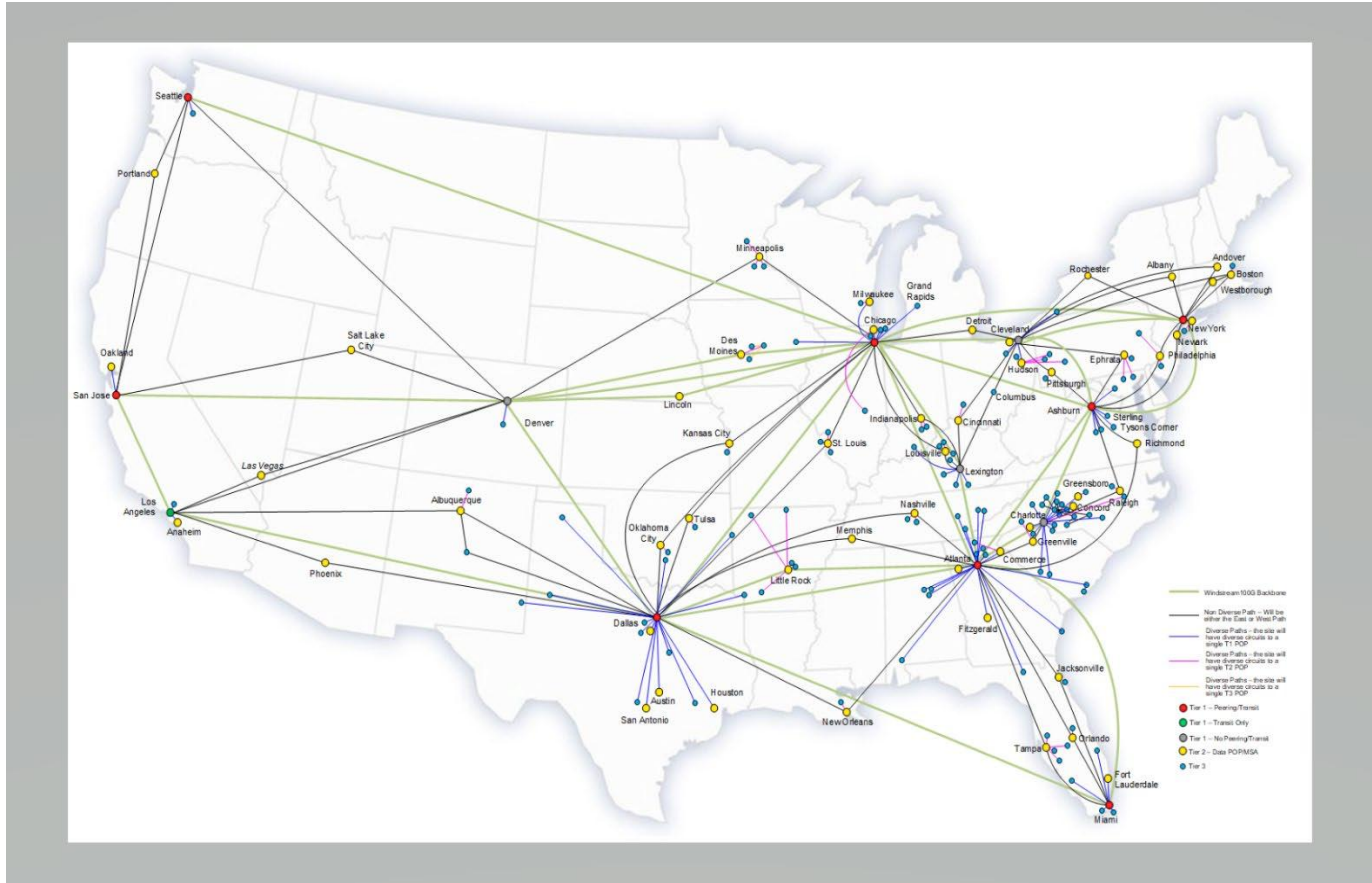 Seattle
Portland
Oakland
San Jose
Salt Lake
City
Las Vegas
Los
Angeles
Anaheim
Phoenix
Albuquerque
Denver
Minneapolis
Des
Moines
Lincoln
Kansas City
Oklahoma
City
Tulsa
Dallas
Austin
San Antonio
Houston
New Orleans
Little Rock
Memphis
Nashville
St. Louis
Milwaukee
Chicago
Grand
Rapids
Detroit
Cleveland
Hudson
Pittsburgh
Columbus
Indianapolis
Cincinnati
Louisville
Lexington
Rochester
Albany
Andover
Boston
Westborough
New York
Newark
Philadelphia
Ephrata
Ashburn
Sterling
Tysons Corner
Richmond
Greensboro
Raleigh
Concord
Charlotte
Greenville
Commerce
Atlanta
Fitzgerald
Jacksonville
Orlando
Tampa
Fort
Lauderdale
Miami
Windstream 100G Backbone
Non Diverse Path – Will be
either the East or West Path
Diverse Paths - the site will
have diverse circuits to a
single T1 POP
Diverse Paths - the site will
have diverse circuits to a
single T2 POP
Diverse Paths - the site will
have diverse circuits to a
single T3 POP
Tier 1 – Peering/Transit
Tier 1 – Transit Only
Tier 1 – No Peering/Transit
Tier 2 – Data POP/MSA
Tier 3